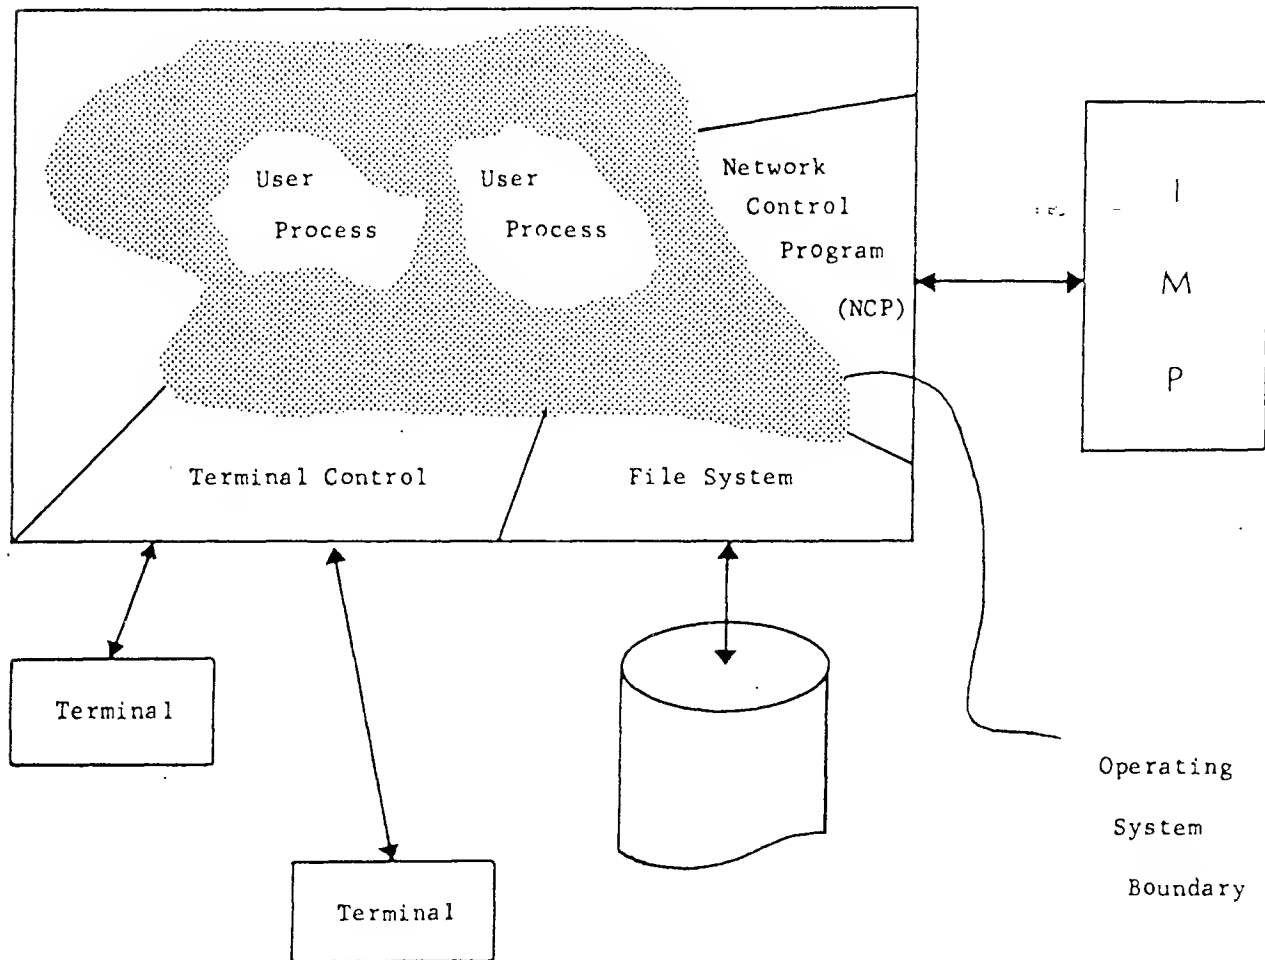 User
Process
User
Process
Network
Control
Program
(NCP)
I
M
P
Terminal Control
File System
Terminal
Terminal
Operating
System
Boundary